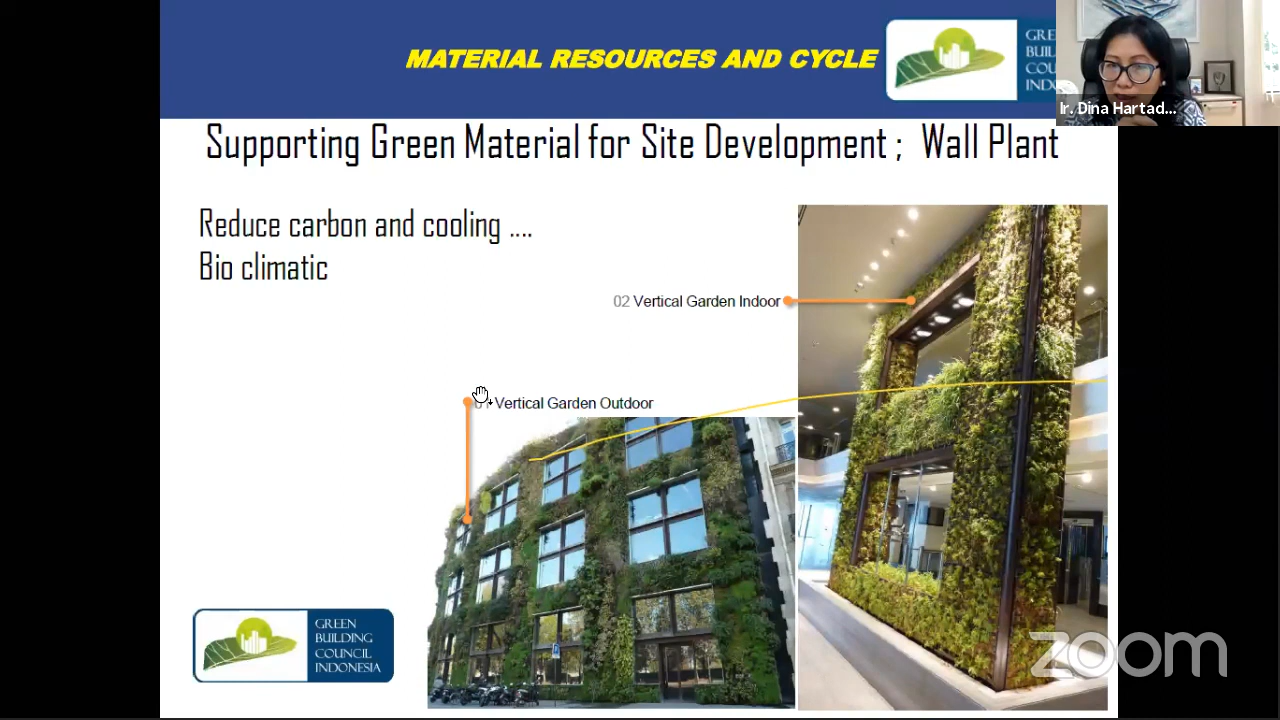 MATERIAL RESOURCES AND CYCLE
GREEN
Ir. Dina Hartad...
Supporting Green Material for Site Development ; Wall Plant
Reduce carbon and cooling ....
Bio climatic
02 Vertical Garden Indoor
Vertical Garden Outdoor
GREEN
BUILDING
COUNCIL
INDONESIA
zoom